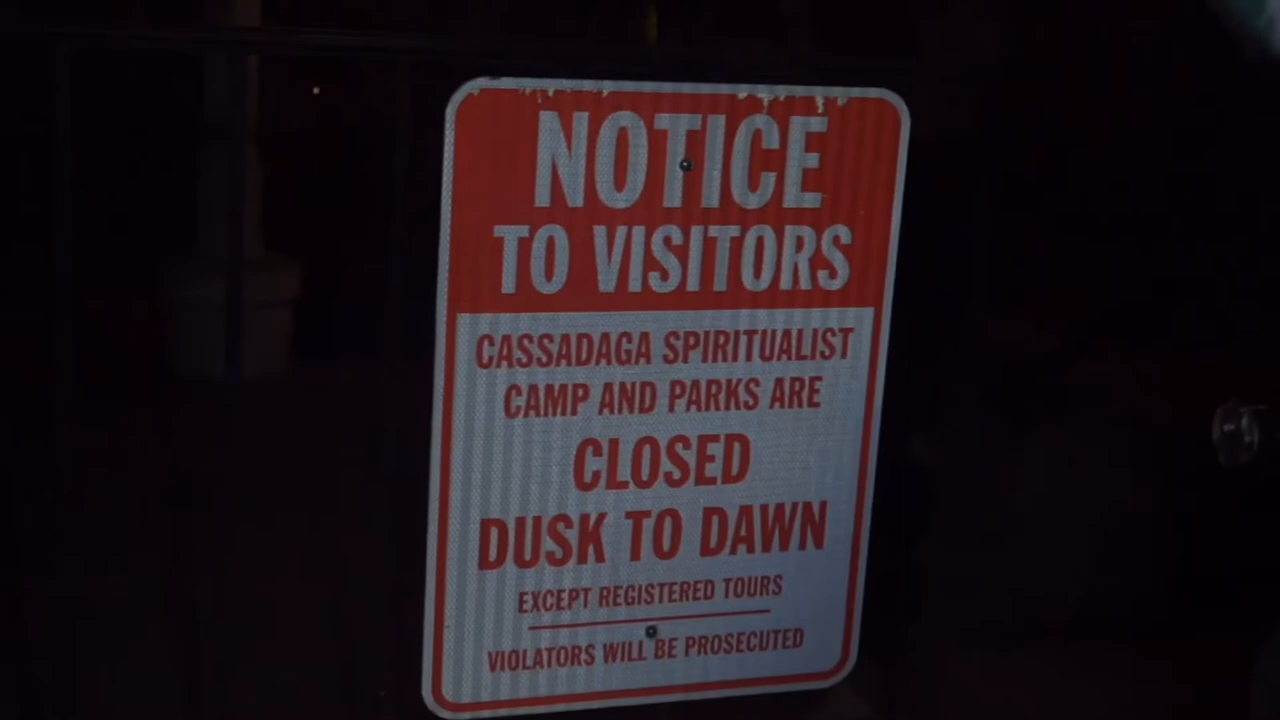 NOTICE
TO VISITORS
CASSADAGA SPIRITUALIST
CAMP AND PARKS ARE
CLOSED
DUSK TO DAWN
EXCEPT REGISTERED TOURS
VIOLATORS WILL BE PROSECUTED